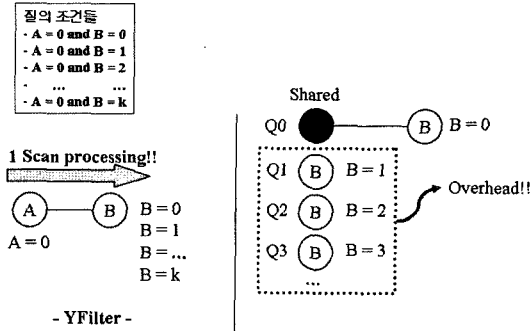 질의 조건들
- A = 0 and B = 0
- A = 0 and B = 1
- A = 0 and B = 2
- ... ...
- A = 0 and B = k
1 Scan processing!!
A
B
A = 0
B = 0
B = 1
B = ...
B = k
- YFilter -
Shared
Q0
B
B = 0
Q1
B
B = 1
Q2
B
B = 2
Q3
B
B = 3
...
Overhead!!